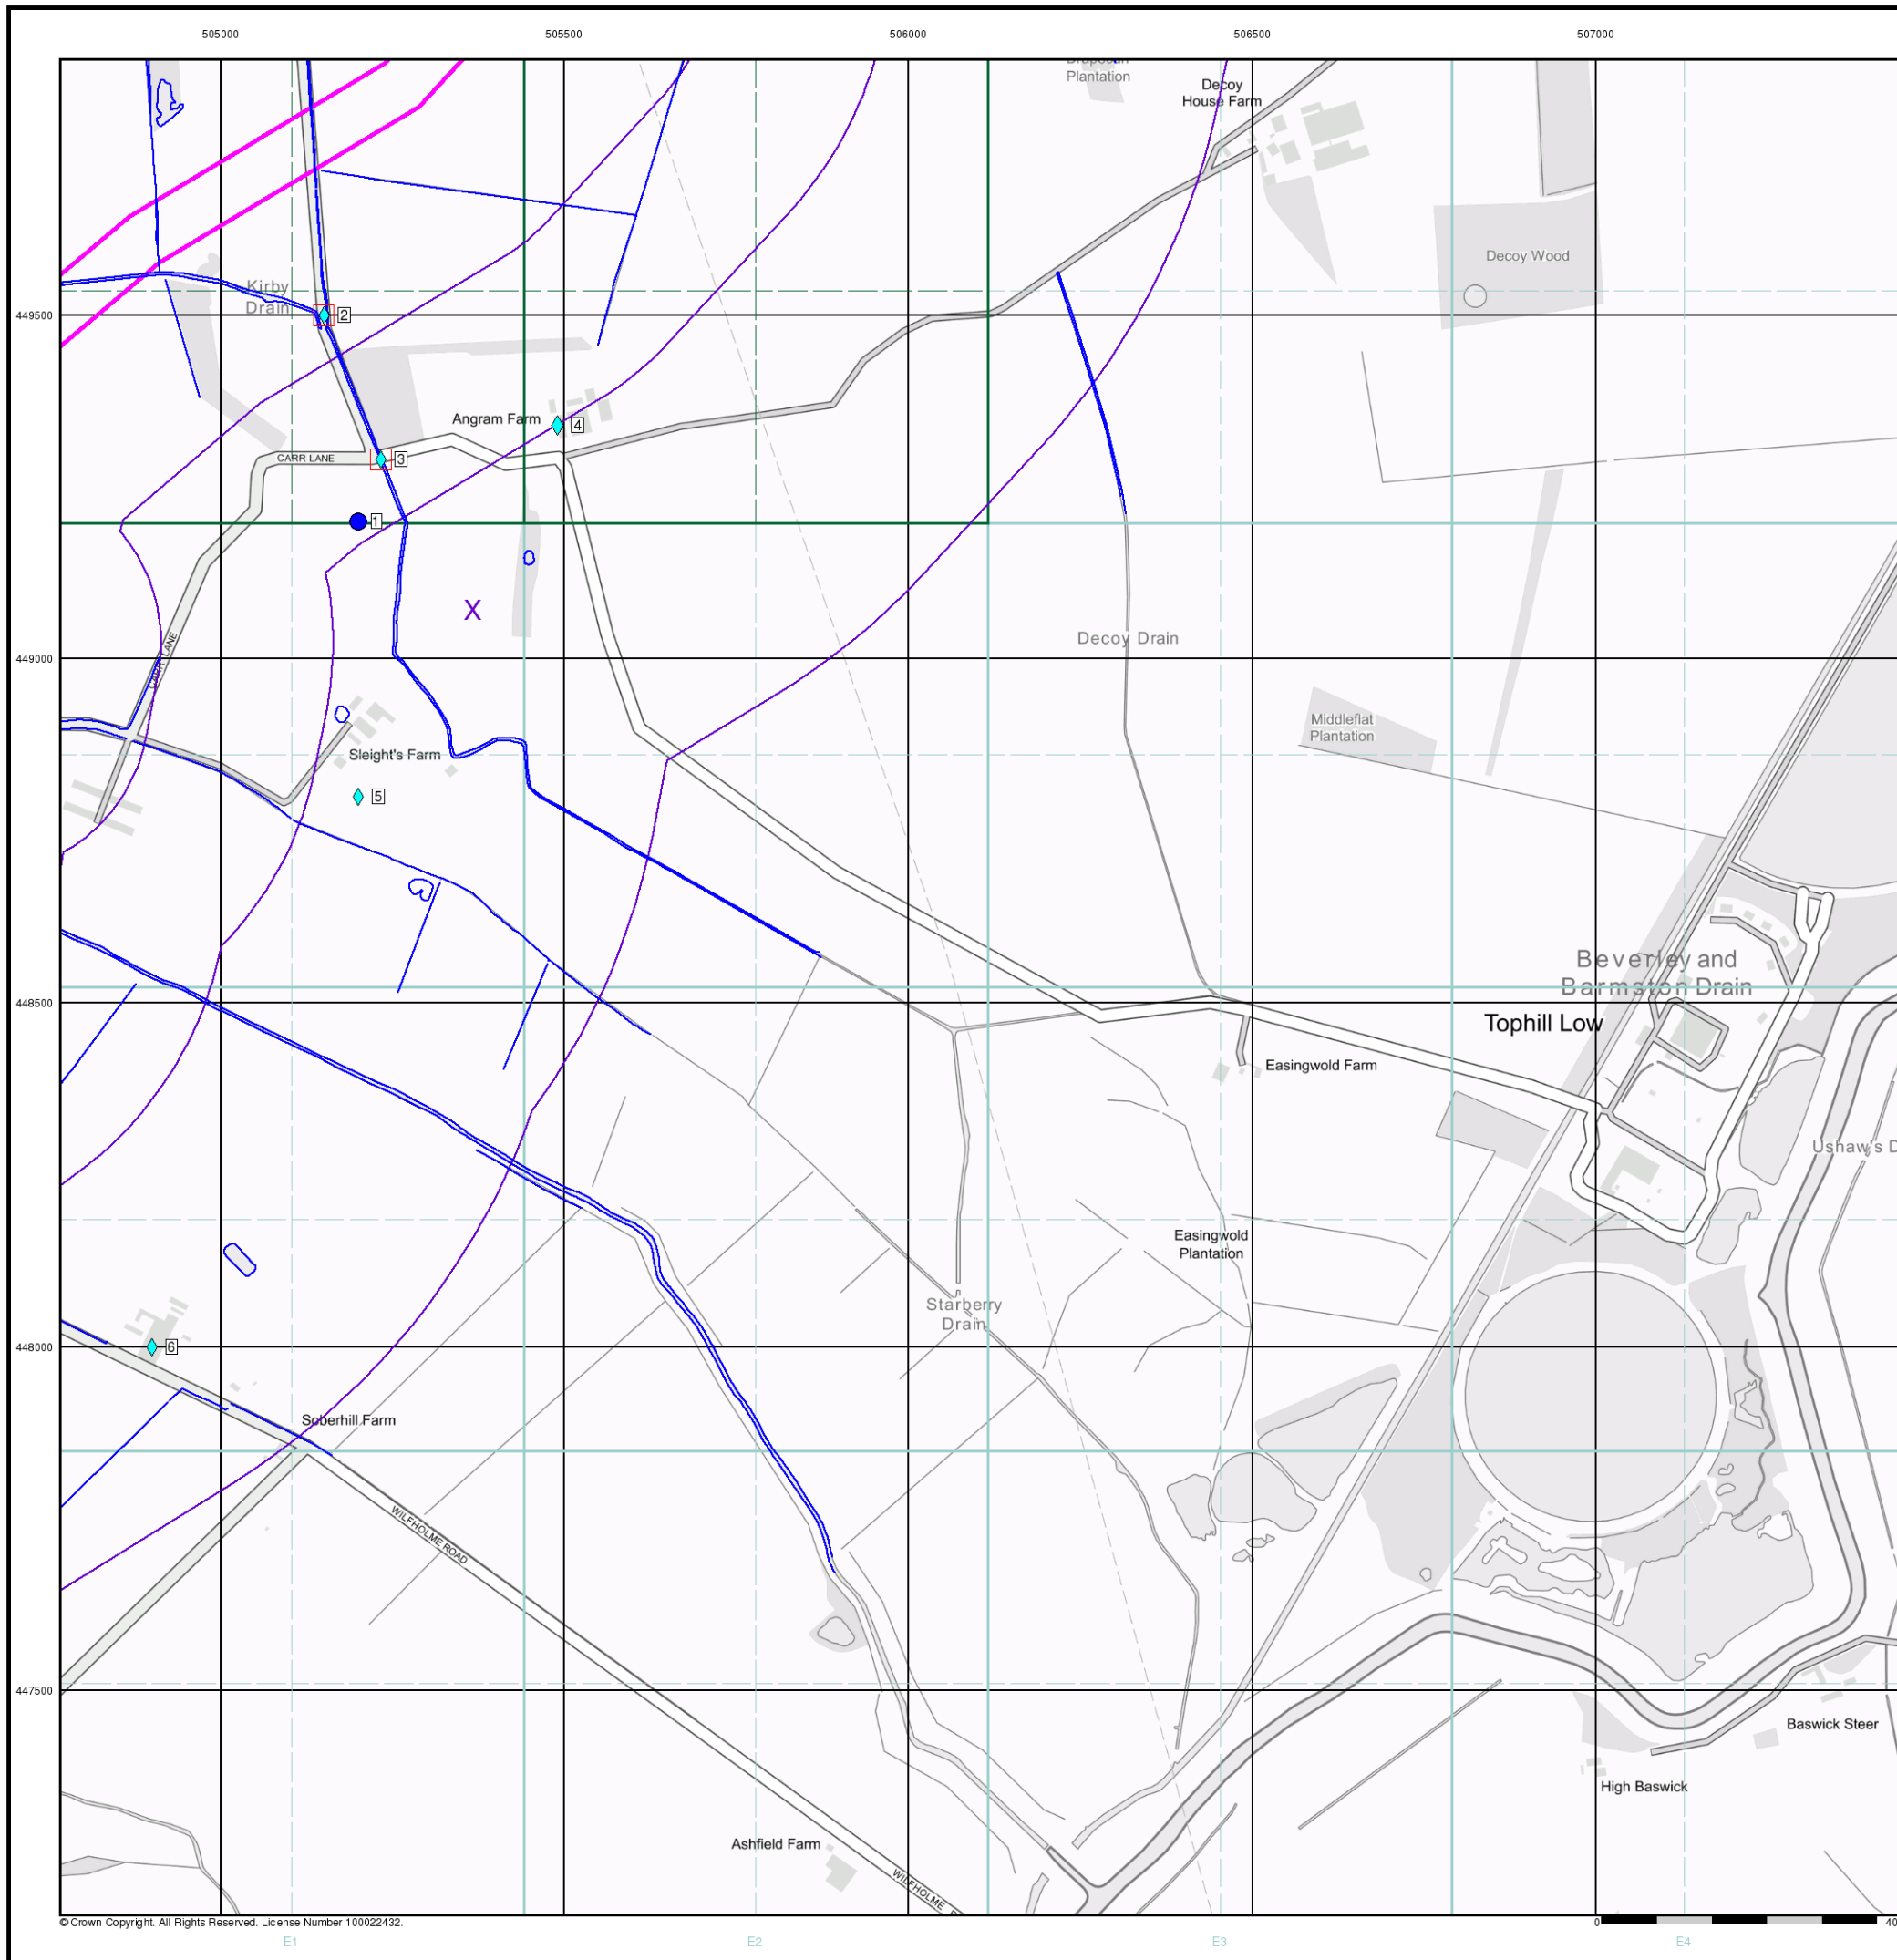 505000 505500 506000 506500 507000
Plantation
Decoy
House Farm
Decoy Wood
Kirby
Drain
449500
2
Angram Farm
4
CARR LANE
3
1
X
Decoy Drain
449000
CARR LANE
Middleflat
Plantation
Sleight's Farm
5
Beverley and
Barmston Drain
448500
Tophill Low
Easingwold Farm
Ushaw's D
Easingwold
Plantation
Starberry
Drain
448000
6
Soberhill Farm
WILFHOLME ROAD
447500
Baswick Steer
High Baswick
Ashfield Farm
WILFHOLME
© Crown Copyright. All Rights Reserved. License Number 100022432.
0 40
E1 E2 E3 E4